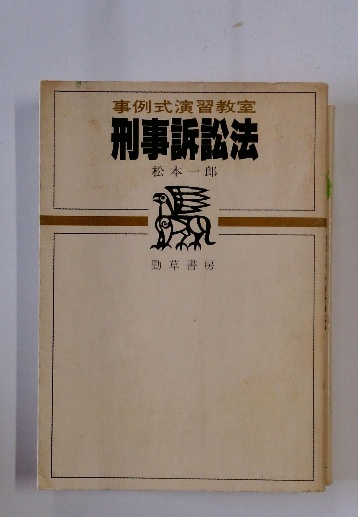 事例式演習教室
刑事訴訟法
松本一郎
勁草書房